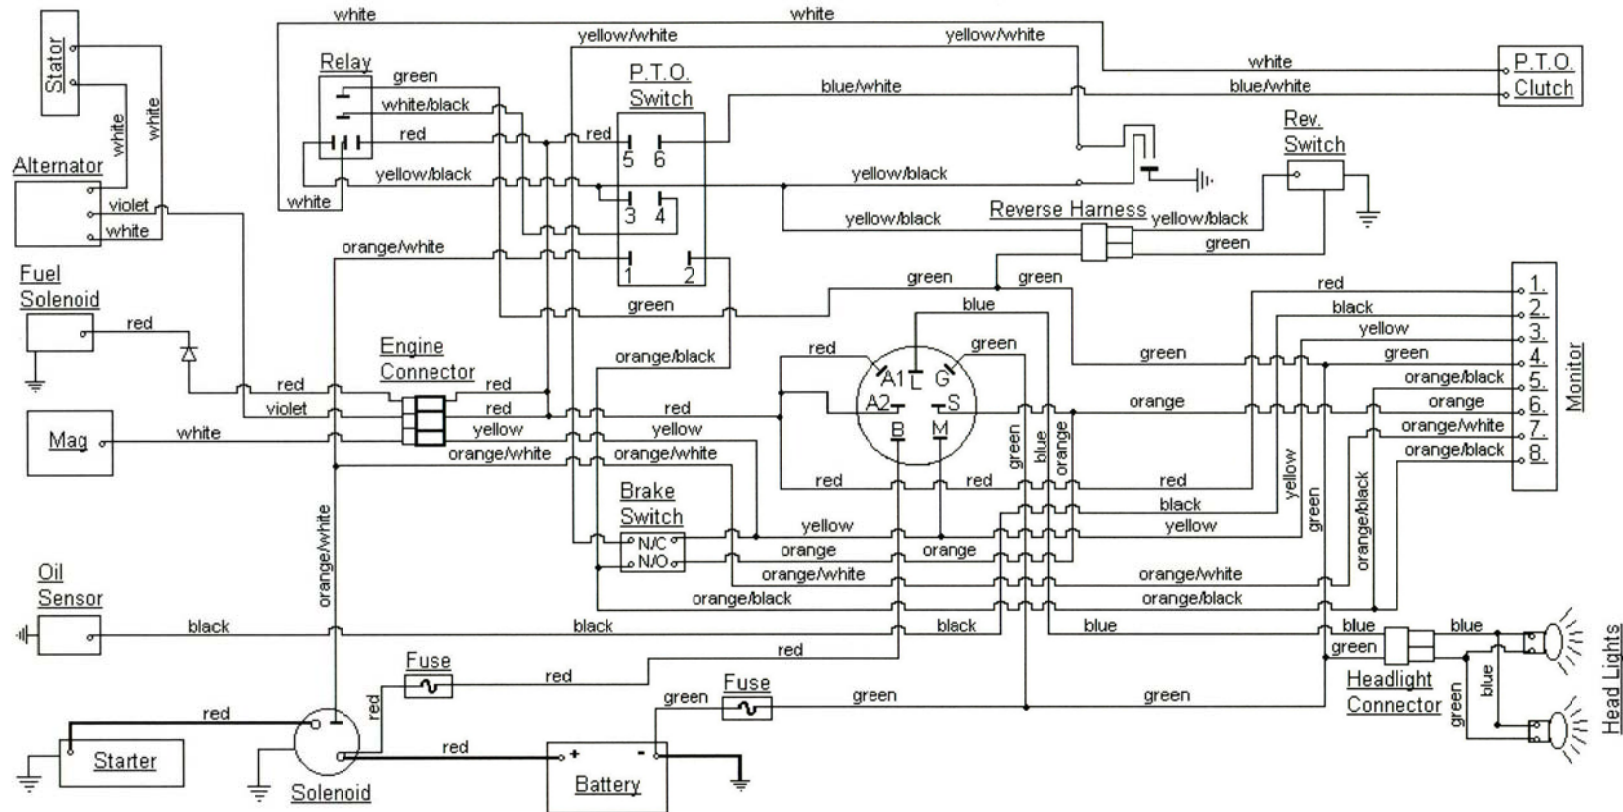 white
white
yellow/white
yellow/white
Stator
white
white
Relay
green
white/black
red
yellow/black
white
P.T.O.
Switch
red
5 6
3 4
1 2
blue/white
white
blue/white
P.T.O.
Clutch
Rev.
Switch
yellow/black
yellow/black
Reverse Harness
yellow/black
green
Alternator
violet
white
orange/white
green
green
green
Fuel
Solenoid
red
Engine
Connector
orange/black
blue
red
green
A1 L G
A2 S
B M
red
black
yellow
green
green
orange/black
orange
orange
orange/white
orange/black
1.
2.
3.
4.
5.
6.
7.
8.
Monitor
red
red
violet
red
red
Mag
white
yellow
yellow
orange/white
orange/white
green
blue
orange
red
red
red
black
yellow
green
orange/black
Brake
Switch
N/C
N/O
yellow
yellow
orange
orange
orange/white
orange/white
orange/black
orange/black
orange/white
Oil
Sensor
black
black
black
blue
blue
blue
green
red
Fuse
red
red
Fuse
green
green
green
Headlight
Connector
green
blue
Head Lights
red
Starter
Solenoid
red
+ -
Battery